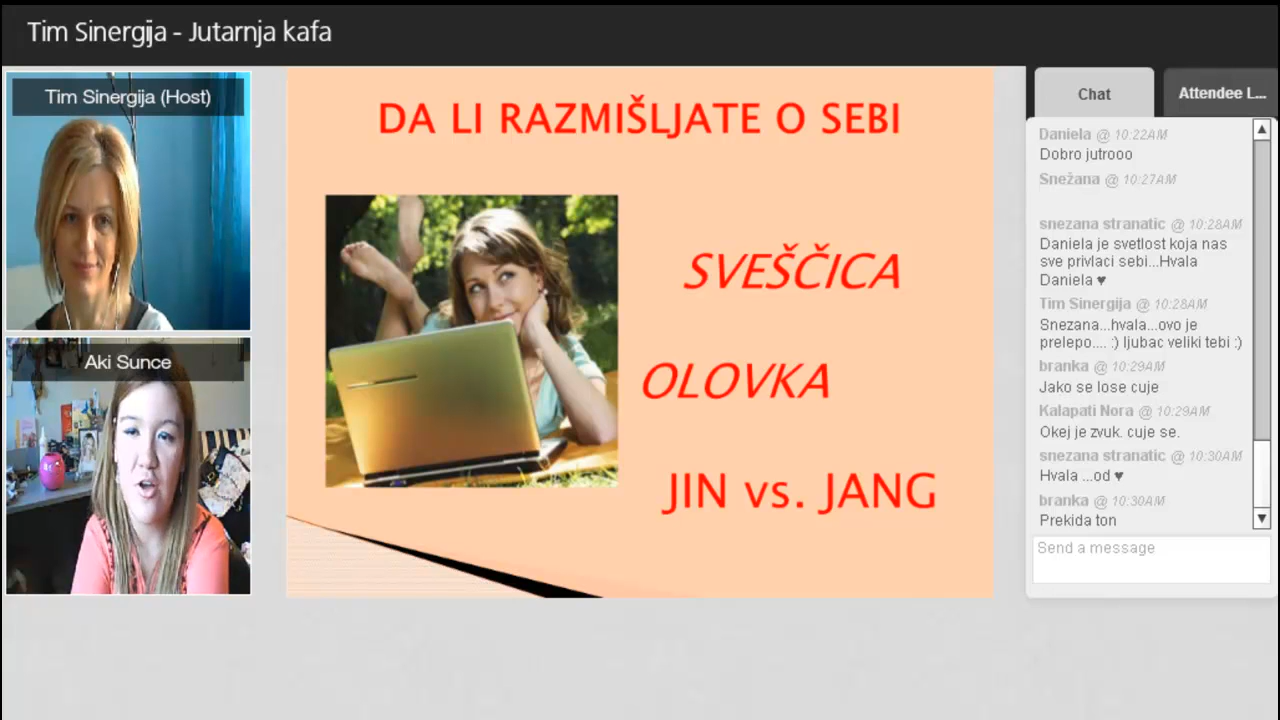 Tim Sinergija - Jutarnja kafa
Tim Sinergija (Host)
Aki Sunce
DA LI RAZMIŠLJATE O SEBI
SVEŠČICA
OLOVKA
JIN vs. JANG
Chat
Attendee L...
Daniela @ 10:22AM
Dobro jutrooo
Snežana @ 10:27AM
snezana stranatic @ 10:28AM
Daniela je svetlost koja nas
sve privlaci sebi...Hvala
Daniela ♥
Tim Sinergija @ 10:28AM
Snezana...hvala...ovo je
prelepo.... :) ljubac veliki tebi :)
branka @ 10:29AM
Jako se lose cuje
Kalapati Nora @ 10:29AM
Okej je zvuk. cuje se.
snezana stranatic @ 10:30AM
Hvala ...od ♥
branka @ 10:30AM
Prekida ton
Send a message